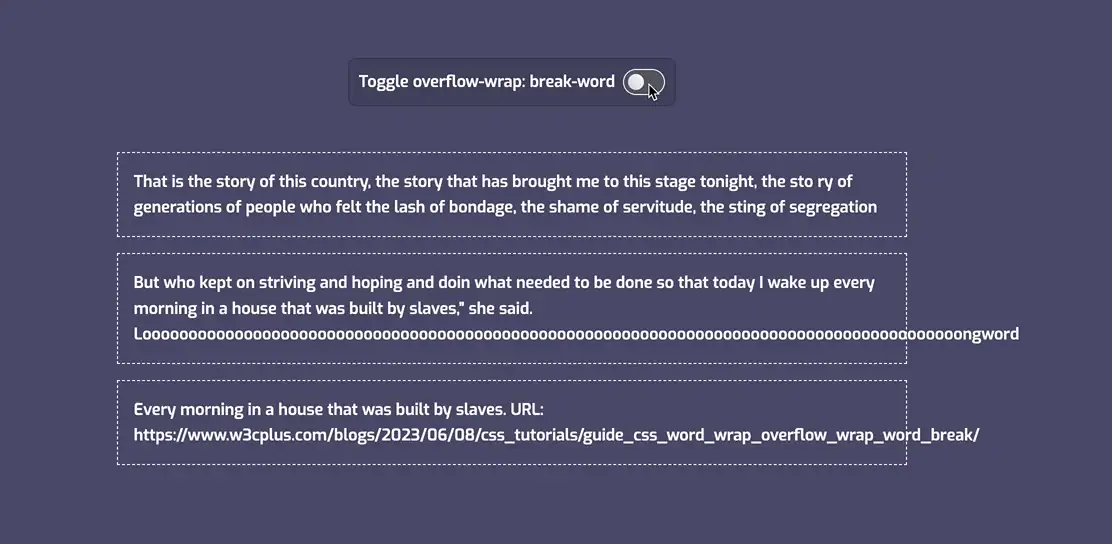 Toggle overflow-wrap: break-word
That is the story of this country, the story that has brought me to this stage tonight, the sto ry of
generations of people who felt the lash of bondage, the shame of servitude, the sting of segregation
But who kept on striving and hoping and doin what needed to be done so that today I wake up every
morning in a house that was built by slaves,” she said.
Looooooooooooooooooooooooooooooooooooooooooooooooooooooooooooooooooooooooooooooooooooooooooooongword
Every morning in a house that was built by slaves. URL:
https://www.w3cplus.com/blogs/2023/06/08/css_tutorials/guide_css_word_wrap_overflow_wrap_word_break/